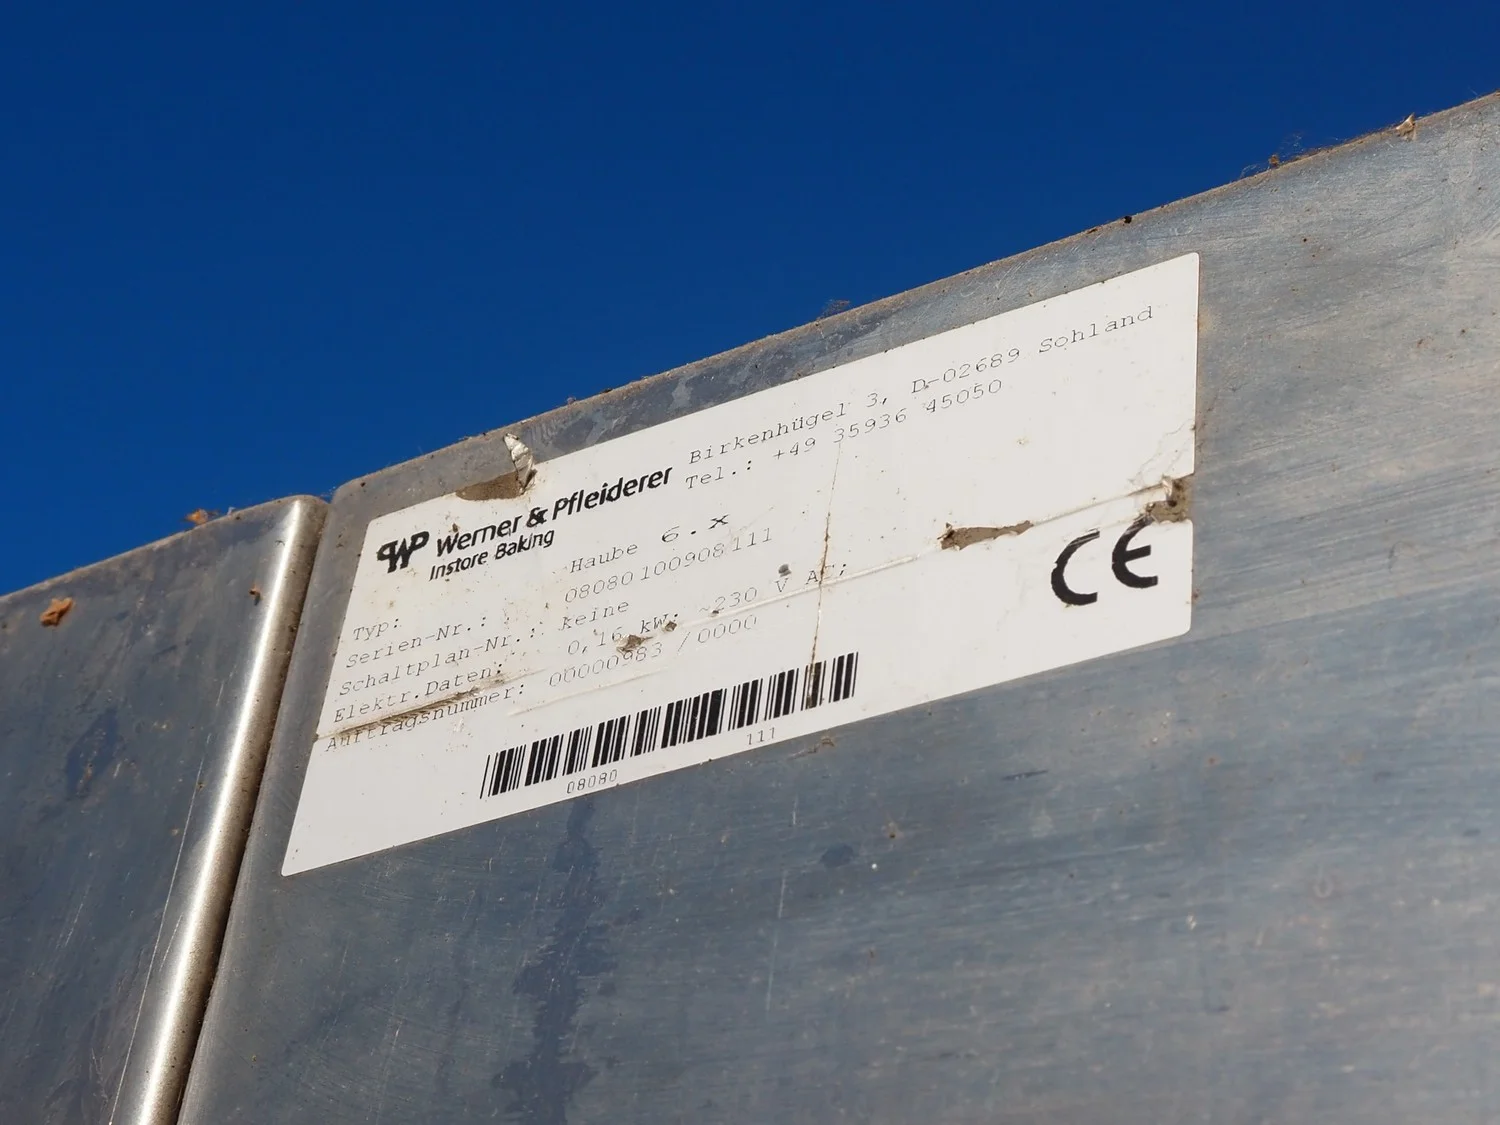 WP Werner & Pfleiderer
Instore Baking
Birkenhügel 3, D-02689 Sohland
Tel.: +49 35936 45050
Typ: Haube 6.x
Serien-Nr.: 08080100908111
Schaltplan-Nr.: keine
Elektr.Daten: 0,16 kW; ~230 V AC;
Auftragsnummer: 00000983 /0000
CE
08080 111